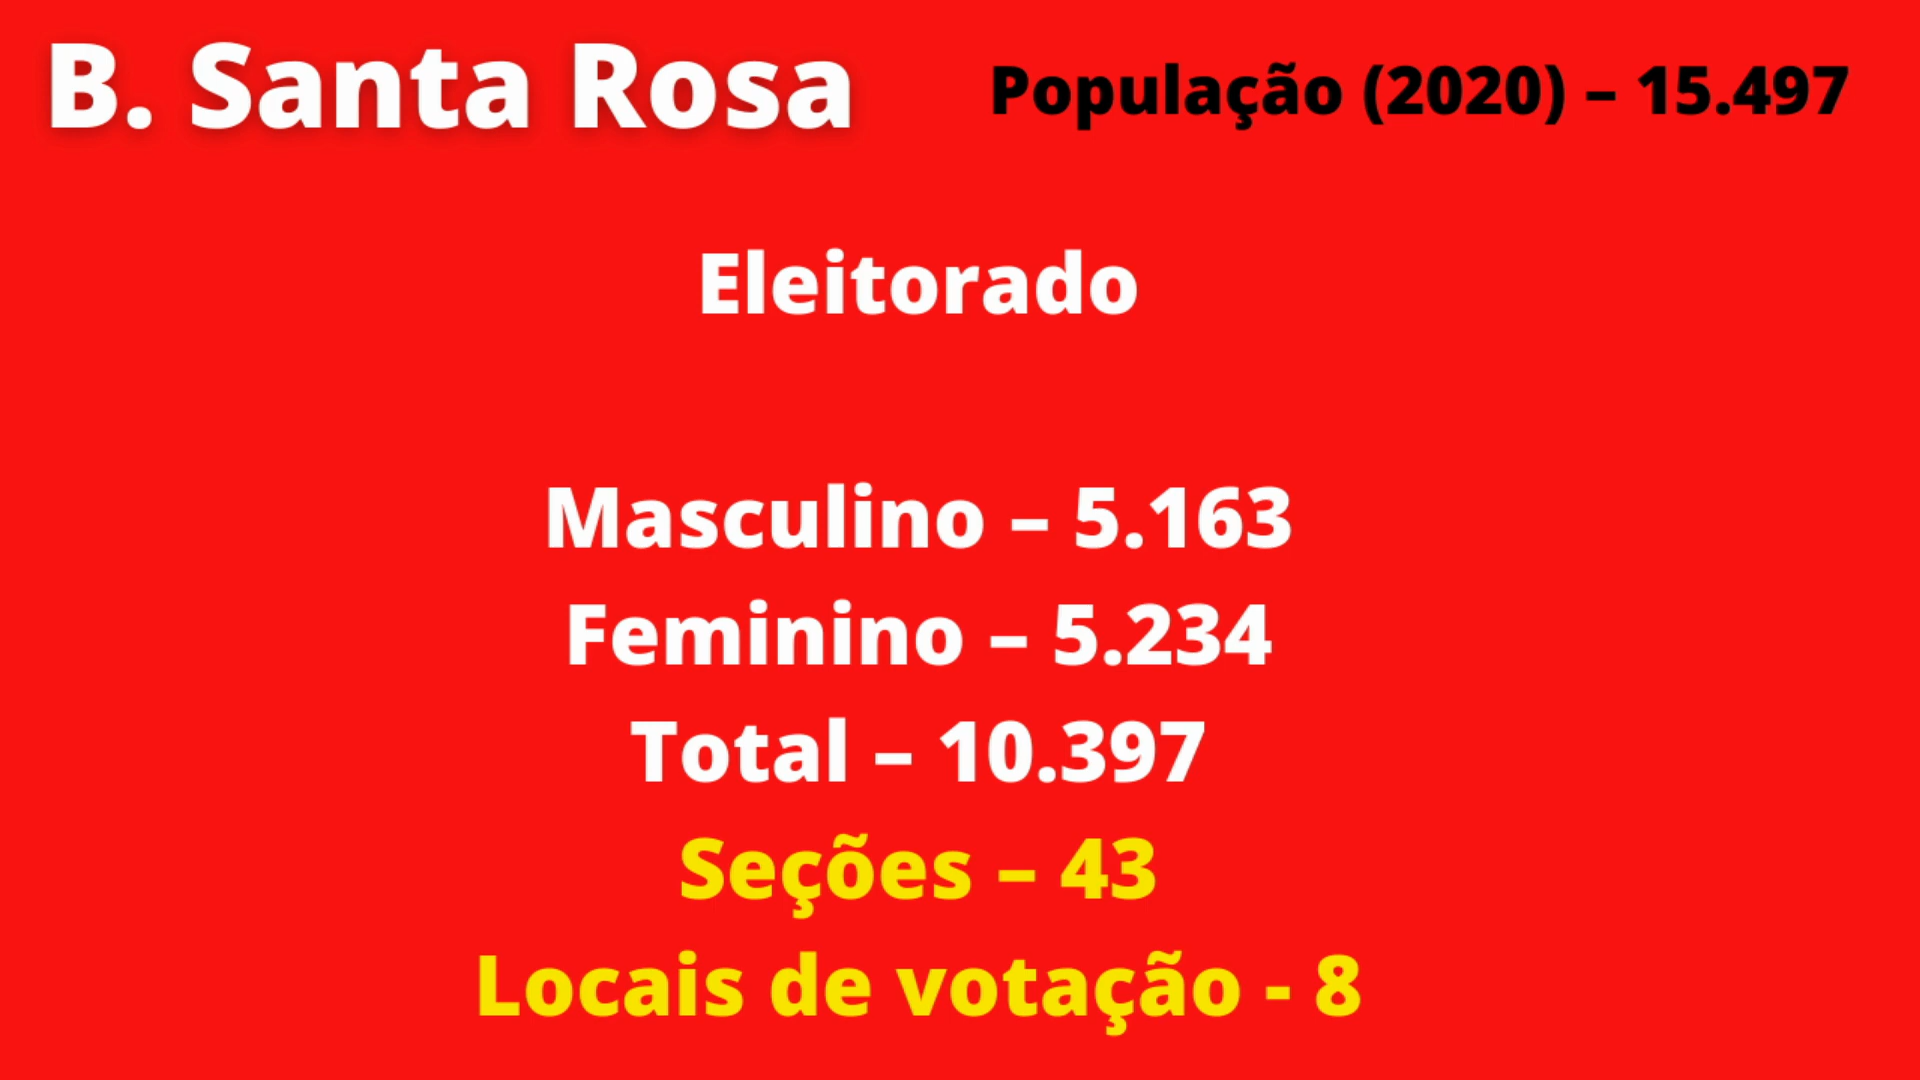 B. Santa Rosa
População (2020) – 15.497
Eleitorado
Masculino – 5.163
Feminino – 5.234
Total – 10.397
Seções – 43
Locais de votação - 8